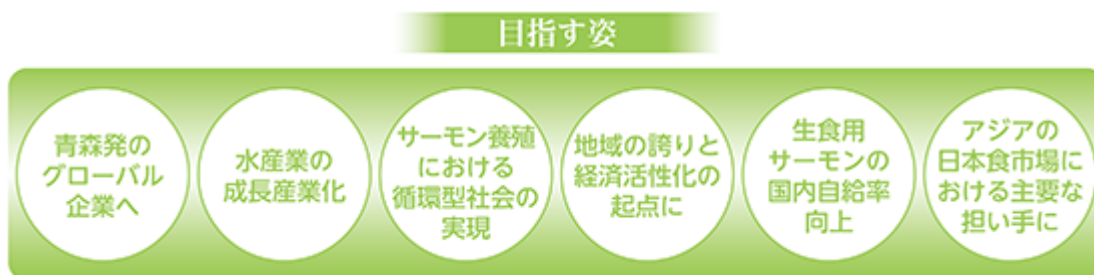 目指す姿
青森発の
グローバル
企業へ
水産業の
成長産業化
サーモン養殖
における
循環型社会の
実現
地域の誇りと
経済活性化の
起点に
生食用
サーモンの
国内自給率
向上
アジアの
日本食市場に
おける主要な
担い手に